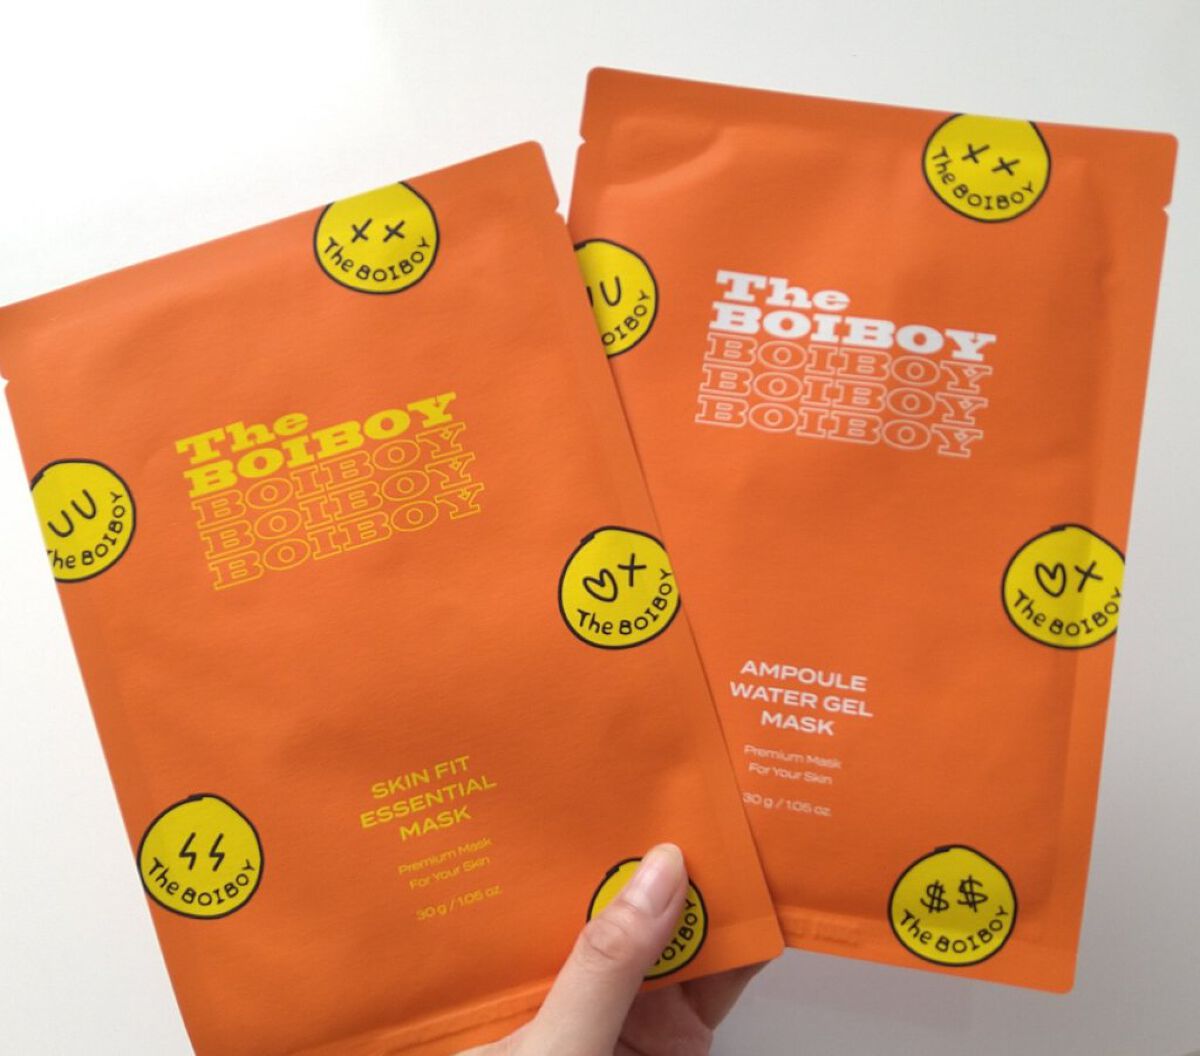 The BOIBOY
The
BOIBOY
BOIBOY
BOIBOY
BOIBOY
The BOIBOY
The BOIBOY
SKIN FIT
ESSENTIAL
MASK
Premium Mask
For Your Skin
30 g / 1.05 oz.
The BOIBOY
BOIBOY
The BOIBOY
OIBOY
The
BOIBOY
BOIBOY
BOIBOY
BOIBOY
The BOIBOY
AMPOULE
WATER GEL
MASK
Premium Mask
For Your Skin
30 g / 1.05 oz.
The BOIBOY